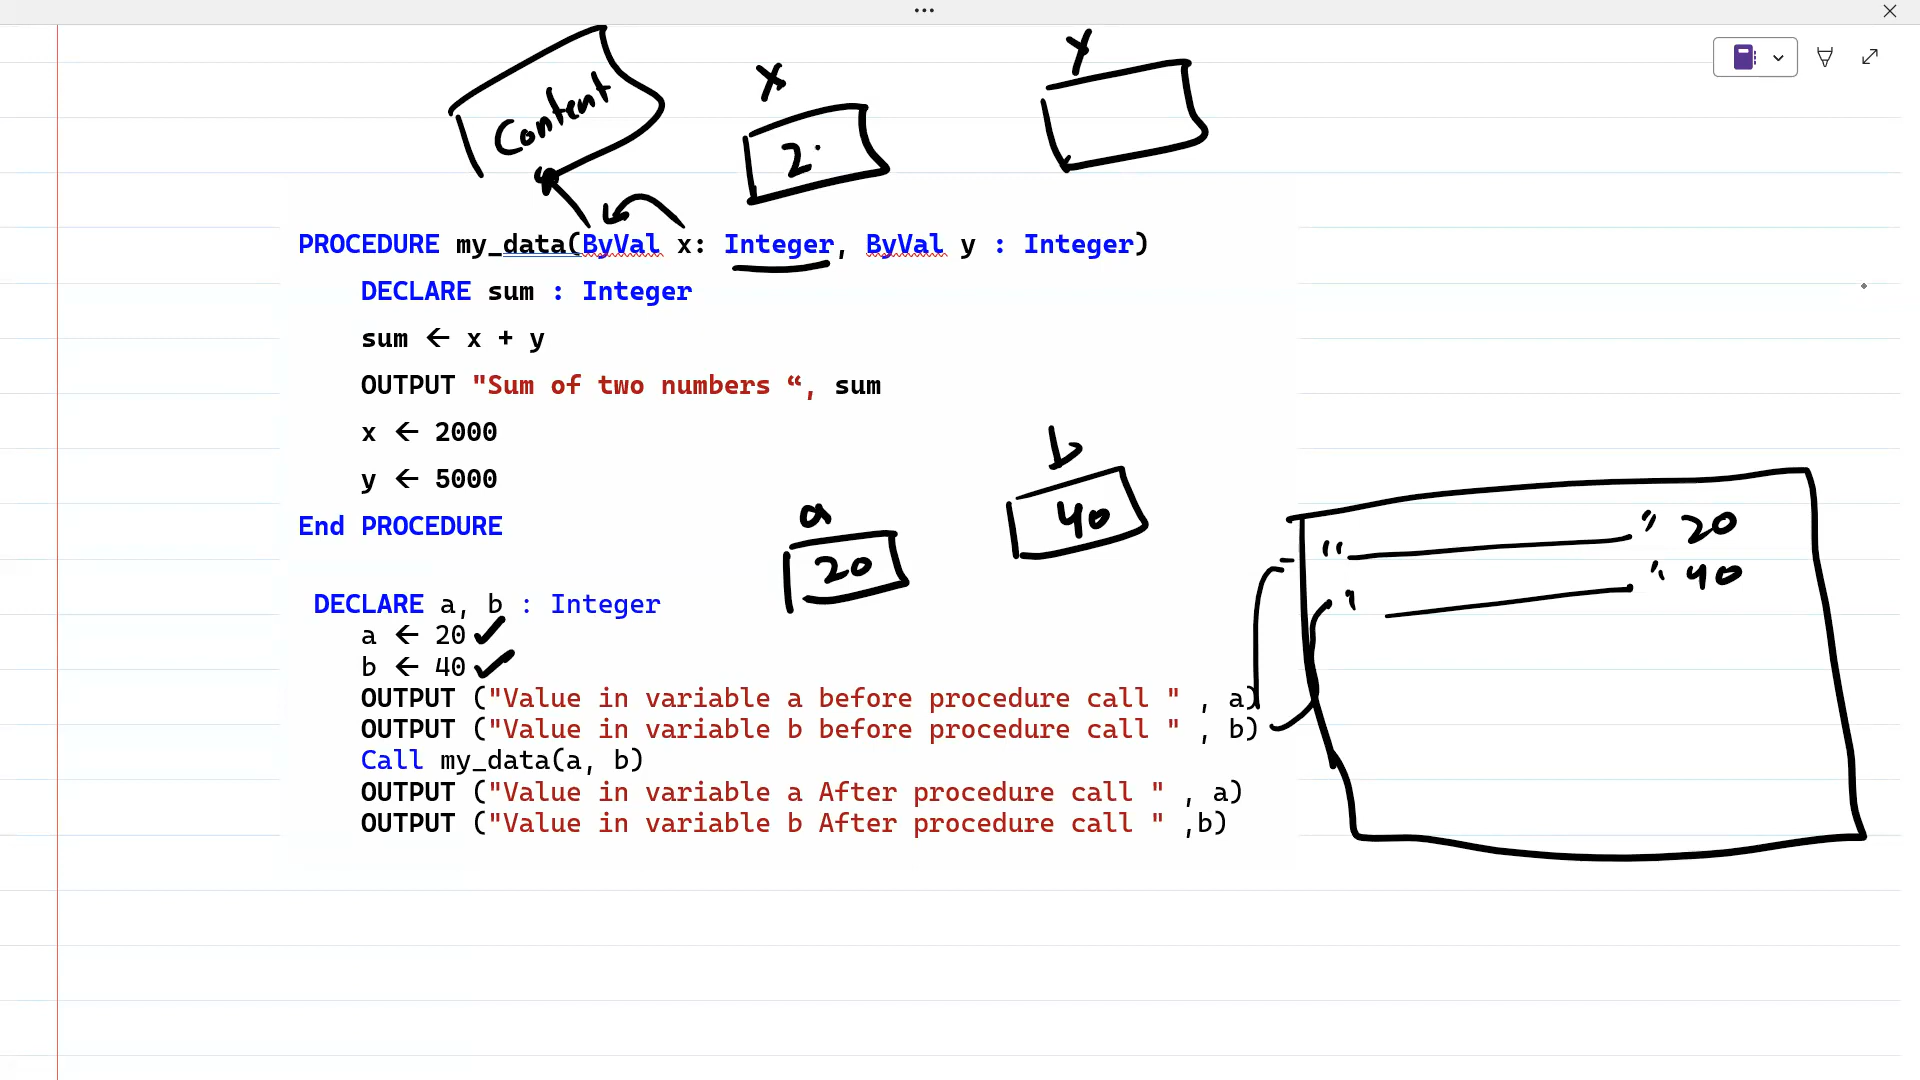 Content
x
2
y
PROCEDURE my_data(ByVal x: Integer, ByVal y : Integer)
DECLARE sum : Integer
sum ← x + y
OUTPUT "Sum of two numbers “, sum
x ← 2000
y ← 5000
End PROCEDURE
a
20
b
40
DECLARE a, b : Integer
a ← 20
b ← 40
OUTPUT ("Value in variable a before procedure call " , a)
OUTPUT ("Value in variable b before procedure call " , b)
Call my_data(a, b)
OUTPUT ("Value in variable a After procedure call " , a)
OUTPUT ("Value in variable b After procedure call " ,b)
" " 20
" " 40